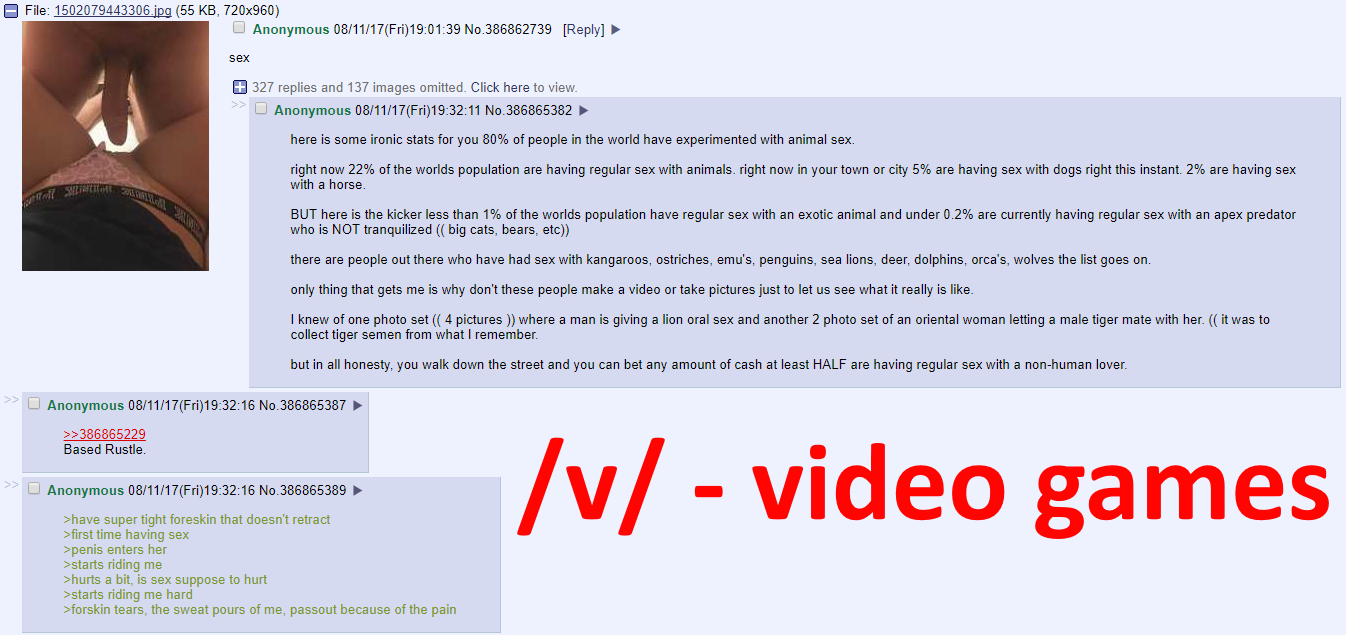 File: 1502079443306.jpg (55 KB, 720x960)
Anonymous 08/11/17(Fri)19:01:39 No.386862739 [Reply] ▶
sex
327 replies and 137 images omitted. Click here to view.
>> Anonymous 08/11/17(Fri)19:32:11 No.386865382 ▶
here is some ironic stats for you 80% of people in the world have experimented with animal sex.
right now 22% of the worlds population are having regular sex with animals. right now in your town or city 5% are having sex with dogs right this instant. 2% are having sex
with a horse.
BUT here is the kicker less than 1% of the worlds population have regular sex with an exotic animal and under 0.2% are currently having regular sex with an apex predator
who is NOT tranquilized (( big cats, bears, etc))
there are people out there who have had sex with kangaroos, ostriches, emu's, penguins, sea lions, deer, dolphins, orca's, wolves the list goes on.
only thing that gets me is why don't these people make a video or take pictures just to let us see what it really is like.
I knew of one photo set (( 4 pictures )) where a man is giving a lion oral sex and another 2 photo set of an oriental woman letting a male tiger mate with her. (( it was to
collect tiger semen from what I remember.
but in all honesty, you walk down the street and you can bet any amount of cash at least HALF are having regular sex with a non-human lover.
>> Anonymous 08/11/17(Fri)19:32:16 No.386865387 ▶
>>386865229
Based Rustle.
>> Anonymous 08/11/17(Fri)19:32:16 No.386865389 ▶
>have super tight foreskin that doesn't retract
>first time having sex
>penis enters her
>starts riding me
>hurts a bit, is sex suppose to hurt
>starts riding me hard
>forskin tears, the sweat pours of me, passout because of the pain
/v/ - video games